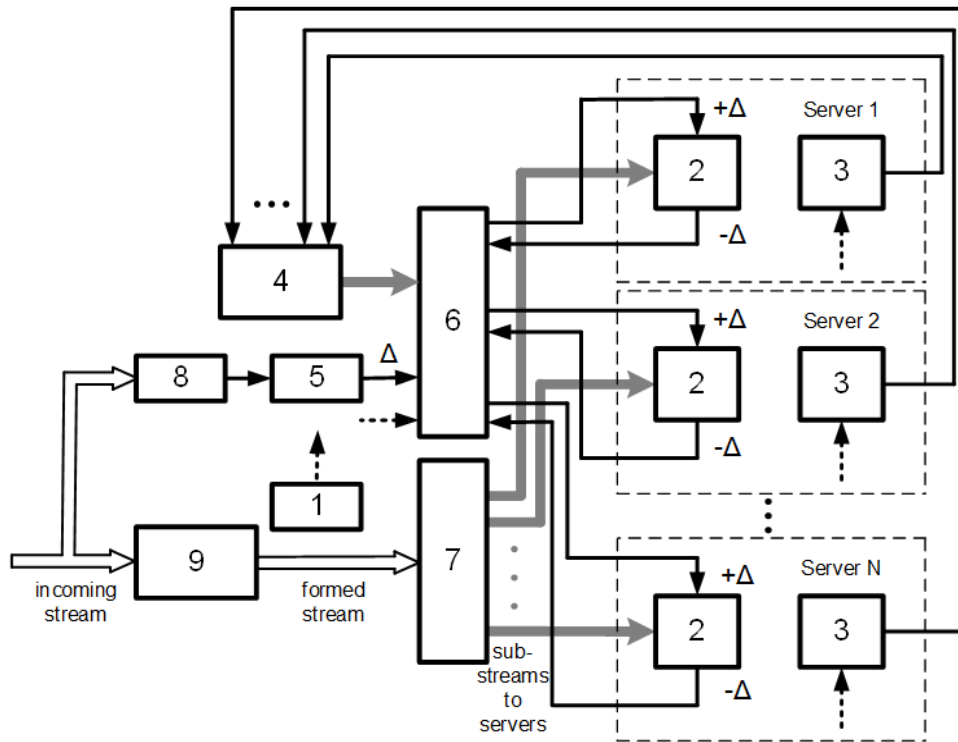 +Δ
Server 1
2
3
-Δ
...
4
6
+Δ
Server 2
2
3
-Δ
8
5
Δ
1
7
9
incoming
stream
formed
stream
+Δ
Server N
2
3
-Δ
sub-
streams
to
servers